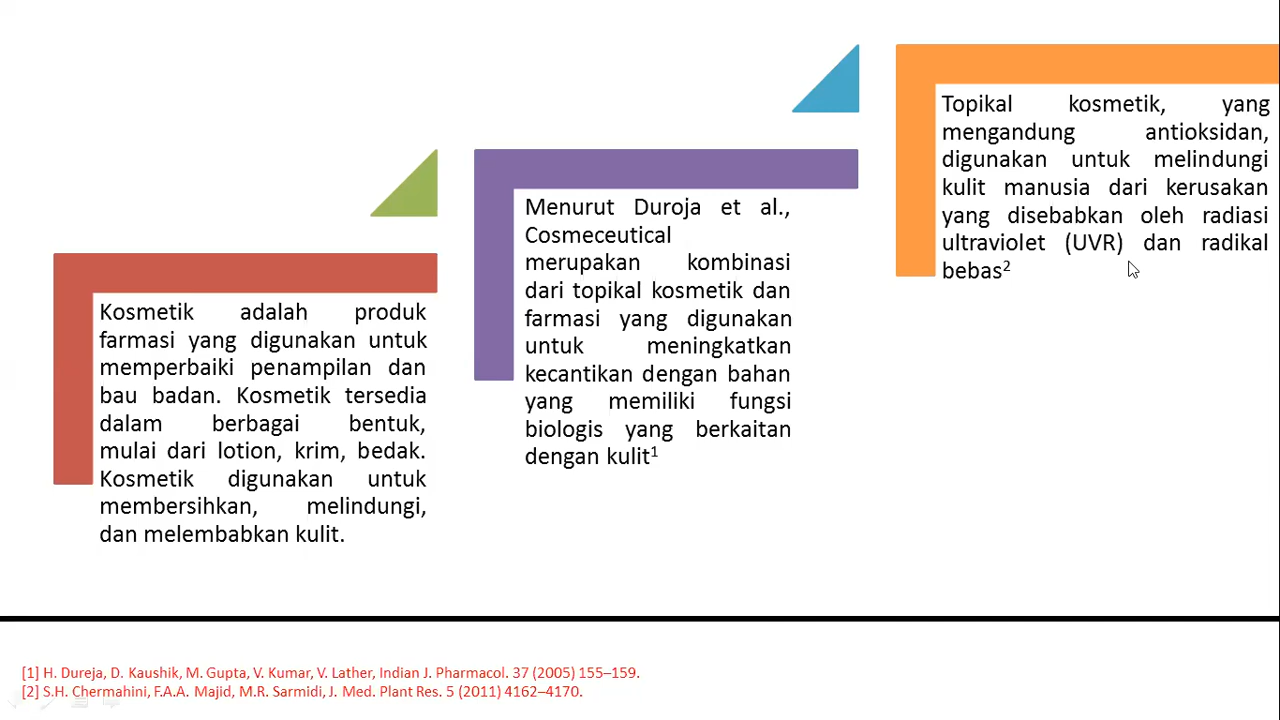 Kosmetik adalah produk
farmasi yang digunakan untuk
memperbaiki penampilan dan
bau badan. Kosmetik tersedia
dalam berbagai bentuk,
mulai dari lotion, krim, bedak.
Kosmetik digunakan untuk
membersihkan, melindungi,
dan melembabkan kulit.
Menurut Duroja et al.,
Cosmeceutical
merupakan kombinasi
dari topikal kosmetik dan
farmasi yang digunakan
untuk meningkatkan
kecantikan dengan bahan
yang memiliki fungsi
biologis yang berkaitan
dengan kulit¹
Topikal kosmetik, yang
mengandung antioksidan,
digunakan untuk melindungi
kulit manusia dari kerusakan
yang disebabkan oleh radiasi
ultraviolet (UVR) dan radikal
bebas²
[1] H. Dureja, D. Kaushik, M. Gupta, V. Kumar, V. Lather, Indian J. Pharmacol. 37 (2005) 155–159.
[2] S.H. Chermahini, F.A.A. Majid, M.R. Sarmidi, J. Med. Plant Res. 5 (2011) 4162–4170.